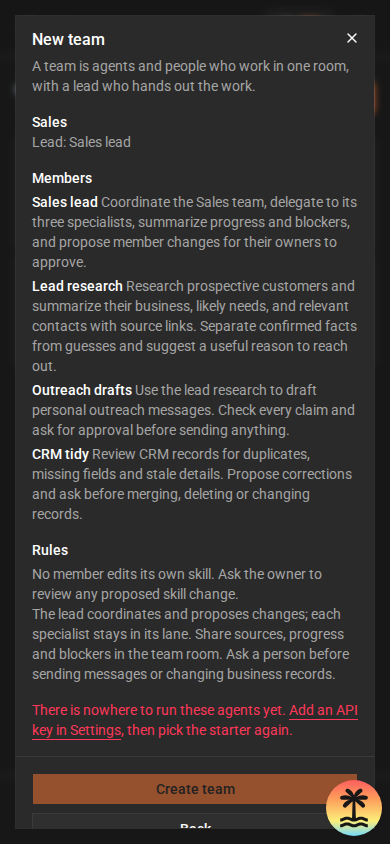 New team
A team is agents and people who work in one room,
with a lead who hands out the work.
Sales
Lead: Sales lead
Members
Sales lead Coordinate the Sales team, delegate to its
three specialists, summarize progress and blockers,
and propose member changes for their owners to
approve.
Lead research Research prospective customers and
summarize their business, likely needs, and relevant
contacts with source links. Separate confirmed facts
from guesses and suggest a useful reason to reach
out.
Outreach drafts Use the lead research to draft
personal outreach messages. Check every claim and
ask for approval before sending anything.
CRM tidy Review CRM records for duplicates,
missing fields and stale details. Propose corrections
and ask before merging, deleting or changing
records.
Rules
No member edits its own skill. Ask the owner to
review any proposed skill change.
The lead coordinates and proposes changes; each
specialist stays in its lane. Share sources, progress
and blockers in the team room. Ask a person before
sending messages or changing business records.
There is nowhere to run these agents yet. Add an API
key in Settings, then pick the starter again.
Create team
Back